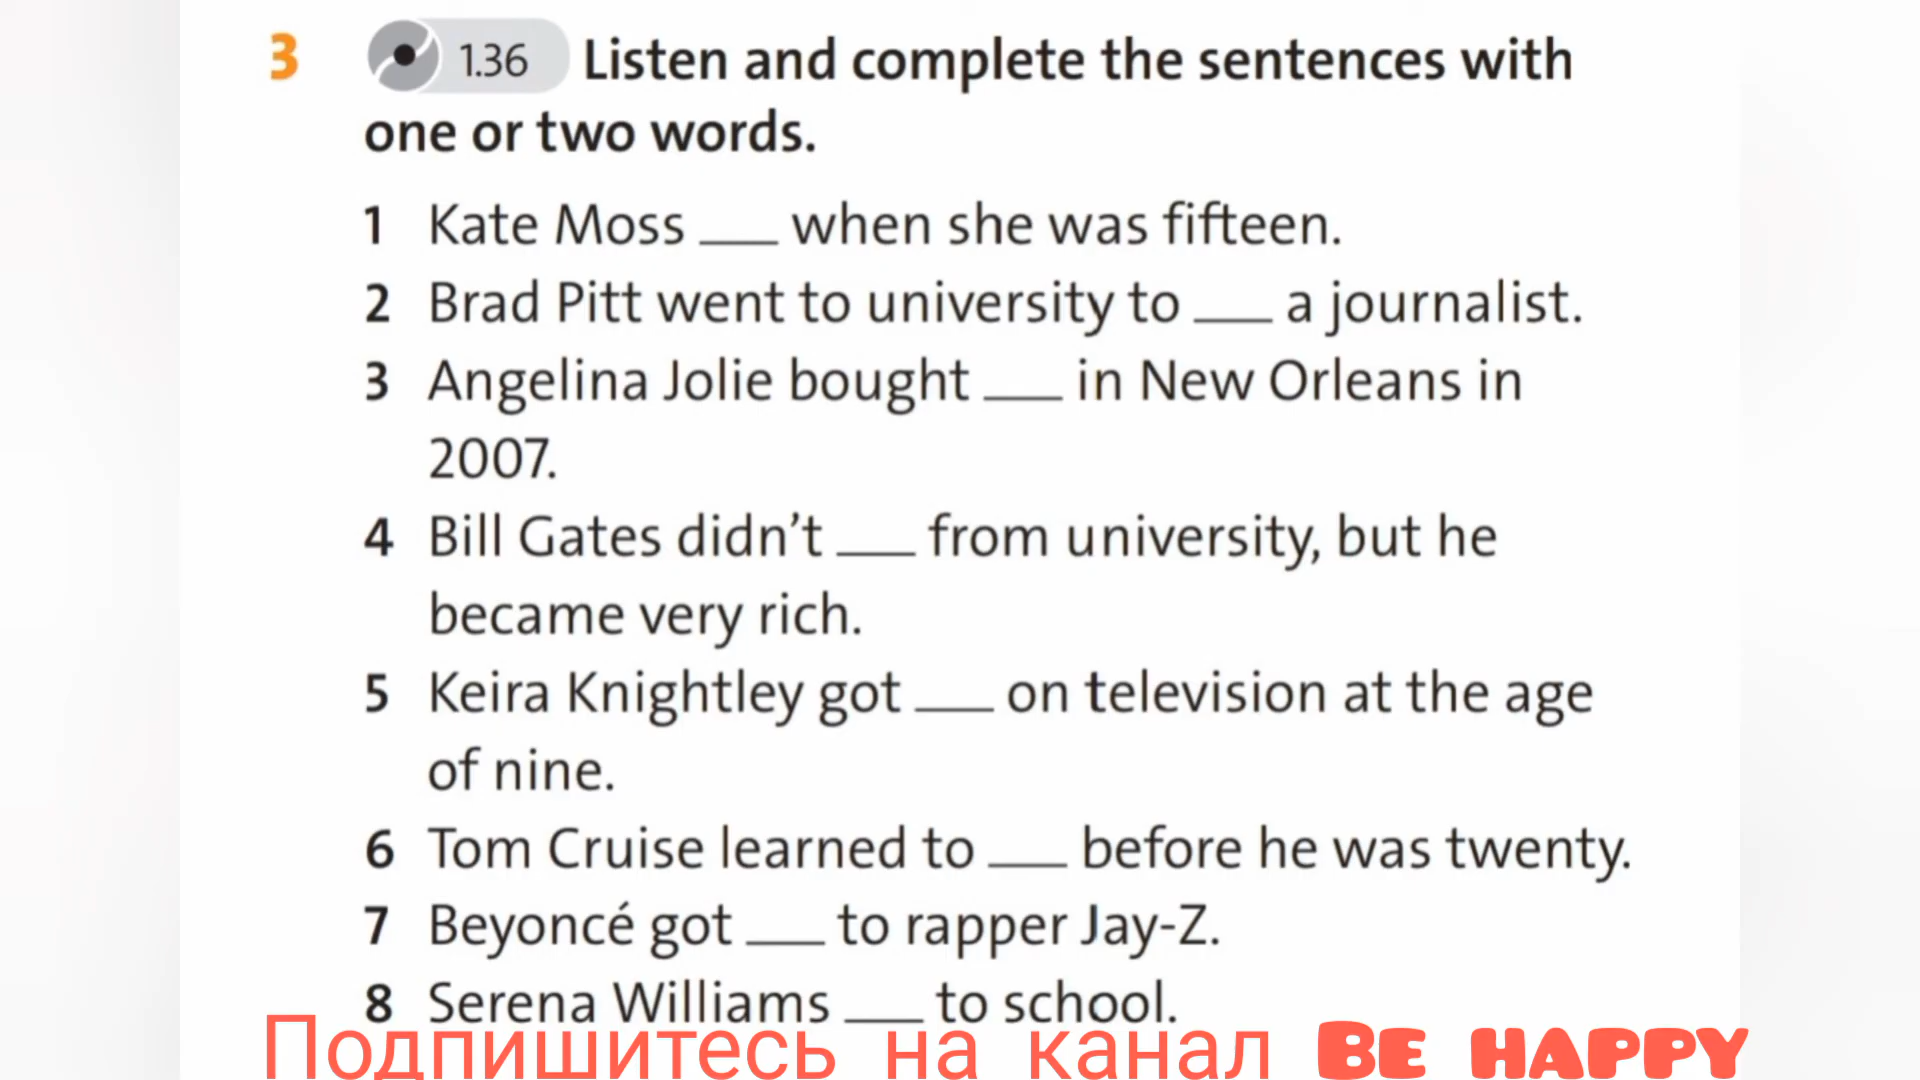 3 1.36 Listen and complete the sentences with
one or two words.
1 Kate Moss ___ when she was fifteen.
2 Brad Pitt went to university to ___ a journalist.
3 Angelina Jolie bought ___ in New Orleans in
2007.
4 Bill Gates didn’t ___ from university, but he
became very rich.
5 Keira Knightley got ___ on television at the age
of nine.
6 Tom Cruise learned to ___ before he was twenty.
7 Beyoncé got ___ to rapper Jay-Z.
8 Serena Williams ___ to school.
Подпишитесь на канал BE HAPPY